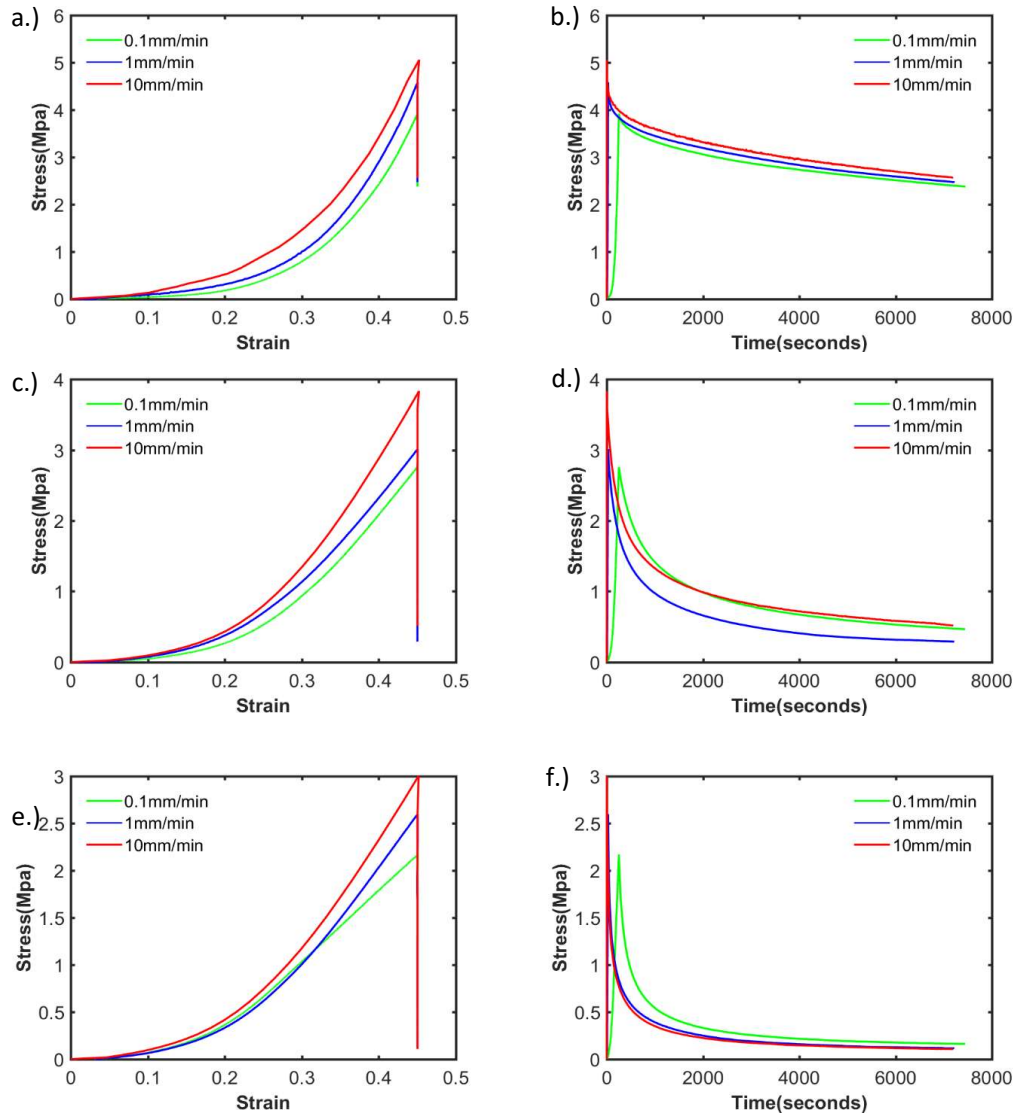 a.)
6
5
4
3
2
1
0
Stress(Mpa)
0.1mm/min
1mm/min
10mm/min
0 0.1 0.2 0.3 0.4 0.5
Strain
b.)
6
5
4
3
2
1
0
Stress(Mpa)
0.1mm/min
1mm/min
10mm/min
0 2000 4000 6000 8000
Time(seconds)
c.)
4
3
2
1
0
Stress(Mpa)
0.1mm/min
1mm/min
10mm/min
0 0.1 0.2 0.3 0.4 0.5
Strain
d.)
4
3
2
1
0
Stress(Mpa)
0.1mm/min
1mm/min
10mm/min
0 2000 4000 6000 8000
Time(seconds)
e.)
3
2.5
2
1.5
1
0.5
0
Stress(Mpa)
0.1mm/min
1mm/min
10mm/min
0 0.1 0.2 0.3 0.4 0.5
Strain
f.)
3
2.5
2
1.5
1
0.5
0
Stress(Mpa)
0.1mm/min
1mm/min
10mm/min
0 2000 4000 6000 8000
Time(seconds)